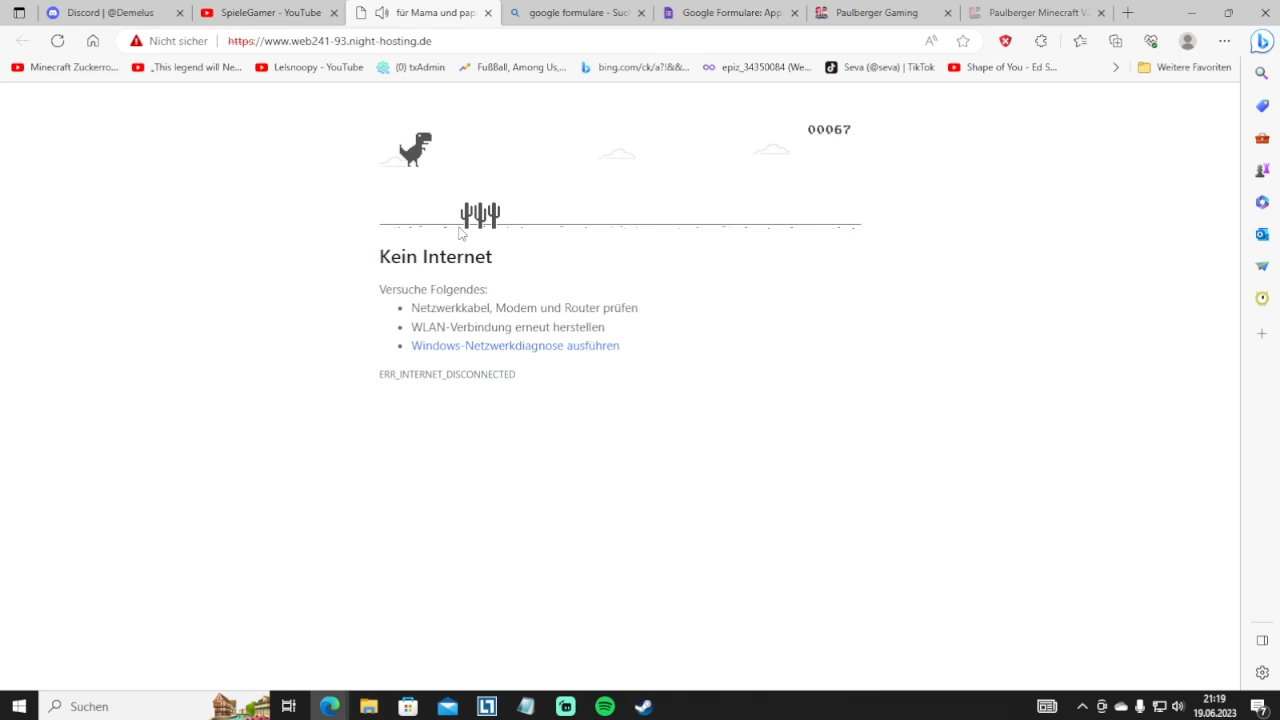 Discord | @Demelus
SpieleGamer - YouTube
für Mama und pap
google formulare - Suc
Google Formulare: App
Paulberger Gaming
Paulberger Minecraft V
Nicht sicher
https://www.web241-93.night-hosting.de
Minecraft Zuckerro...
„This legend will Ne...
Lelsnoopy - YouTube
(0) txAdmin
Fußball, Among Us,...
bing.com/ck/a?!&&...
epiz_34350084 (We...
Seva (@seva) | TikTok
Shape of You - Ed S...
Weitere Favoriten
00067
Kein Internet
Versuche Folgendes:
• Netzwerkkabel, Modem und Router prüfen
• WLAN-Verbindung erneut herstellen
• Windows-Netzwerkdiagnose ausführen
ERR_INTERNET_DISCONNECTED
Suchen
21:19
19.06.2023
7